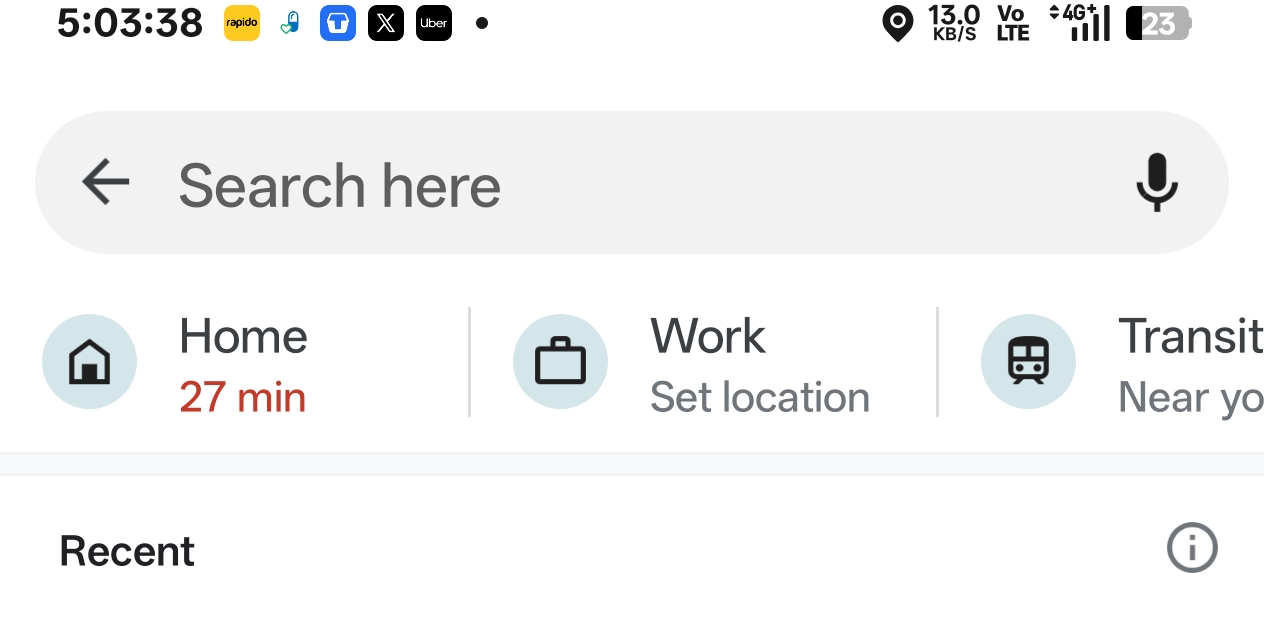 5:03:38 rapido Uber 13.0 KB/S Vo LTE 4G+ 23
Search here
Home
27 min
Work
Set location
Transit
Near yo
Recent